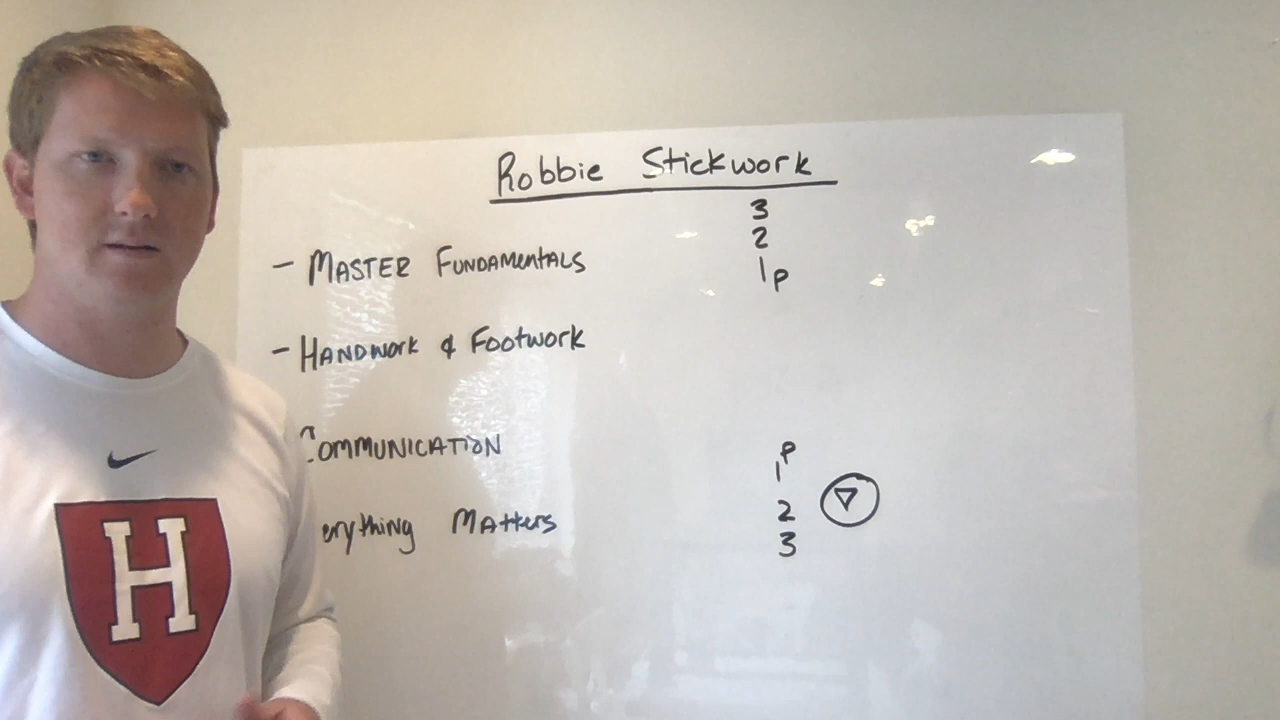 Robbie Stickwork
3
2
1 P
- MASTER FUNDAMENTALS
- HANDWORK & FOOTWORK
COMMUNICATION
P
1
2
3
erything MATTERS
H